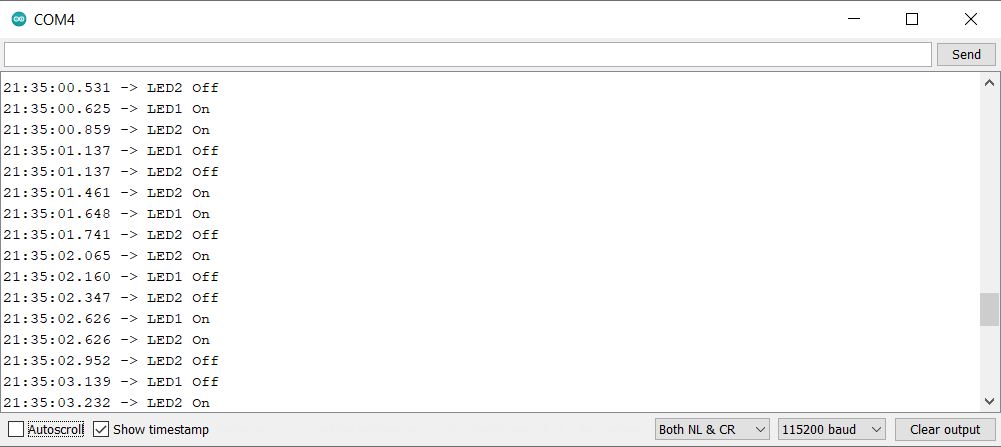 COM4
Send
21:35:00.531 -> LED2 Off
21:35:00.625 -> LED1 On
21:35:00.859 -> LED2 On
21:35:01.137 -> LED1 Off
21:35:01.137 -> LED2 Off
21:35:01.461 -> LED2 On
21:35:01.648 -> LED1 On
21:35:01.741 -> LED2 Off
21:35:02.065 -> LED2 On
21:35:02.160 -> LED1 Off
21:35:02.347 -> LED2 Off
21:35:02.626 -> LED1 On
21:35:02.626 -> LED2 On
21:35:02.952 -> LED2 Off
21:35:03.139 -> LED1 Off
21:35:03.232 -> LED2 On
Autoscroll Show timestamp Both NL & CR 115200 baud Clear output